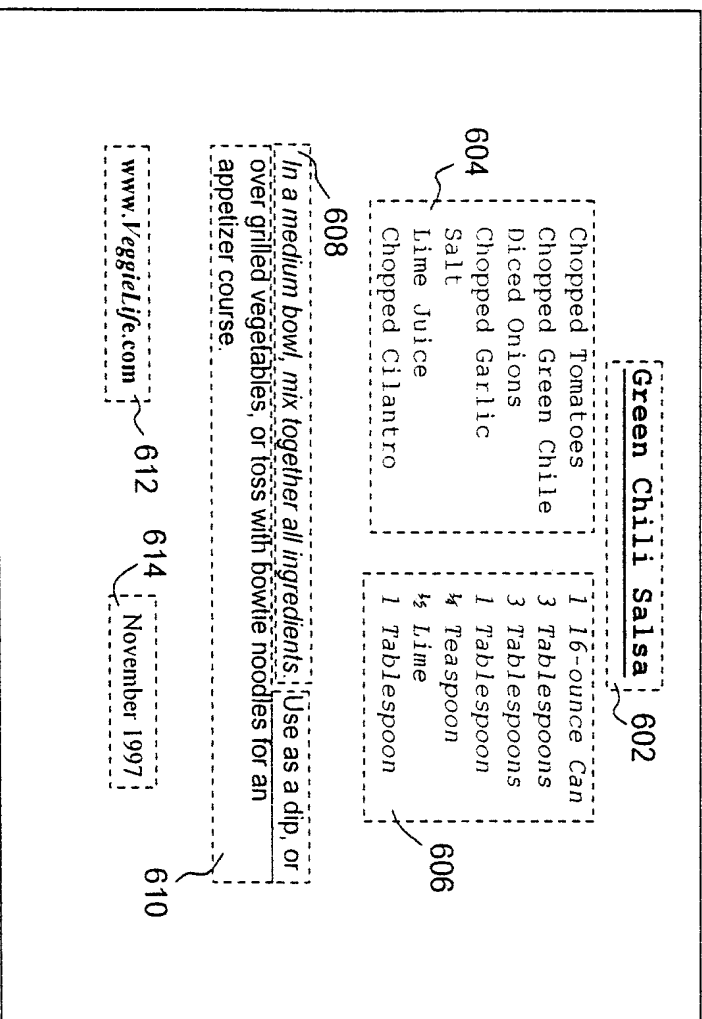 Green Chili Salsa
602
604
Chopped Tomatoes 1 16-ounce Can
Chopped Green Chile 3 Tablespoons
Diced Onions 3 Tablespoons
Chopped Garlic 1 Tablespoon
Salt ¼ Teaspoon
Lime Juice ½ Lime
Chopped Cilantro 1 Tablespoon
606
608
In a medium bowl, mix together all ingredients. Use as a dip, or
over grilled vegetables, or toss with bowtie noodles for an
appetizer course.
610
www.VeggieLife.com 612
614 November 1997